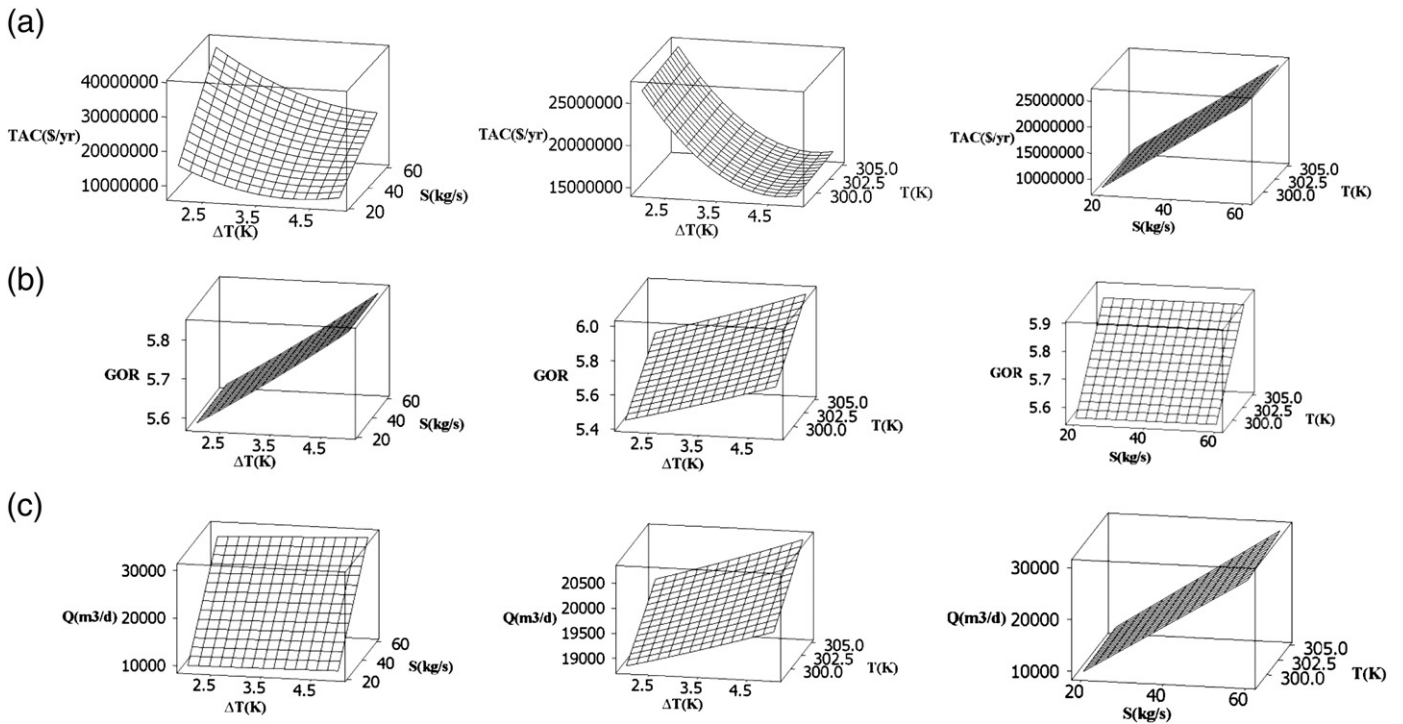 (a)
40000000
30000000
TAC($/yr)
20000000
10000000
2.5
3.5
4.5
ΔT(K)
20
40
60
S(kg/s)
25000000
TAC($/yr)
20000000
15000000
2.5
3.5
4.5
ΔT(K)
300.0
302.5
305.0
T(K)
25000000
20000000
TAC($/yr)
15000000
10000000
20
40
60
S(kg/s)
300.0
302.5
305.0
T(K)
(b)
5.8
GOR
5.7
5.6
2.5
3.5
4.5
ΔT(K)
20
40
60
S(kg/s)
6.0
5.8
GOR
5.6
5.4
2.5
3.5
4.5
ΔT(K)
300.0
302.5
305.0
T(K)
5.9
5.8
GOR
5.7
5.6
20
40
60
S(kg/s)
300.0
302.5
305.0
T(K)
(c)
30000
20000
Q(m3/d)
10000
2.5
3.5
4.5
ΔT(K)
20
40
60
S(kg/s)
20500
20000
Q(m3/d)
19500
19000
2.5
3.5
4.5
ΔT(K)
300.0
302.5
305.0
T(K)
30000
20000
Q(m3/d)
10000
20
40
60
S(kg/s)
300.0
302.5
305.0
T(K)